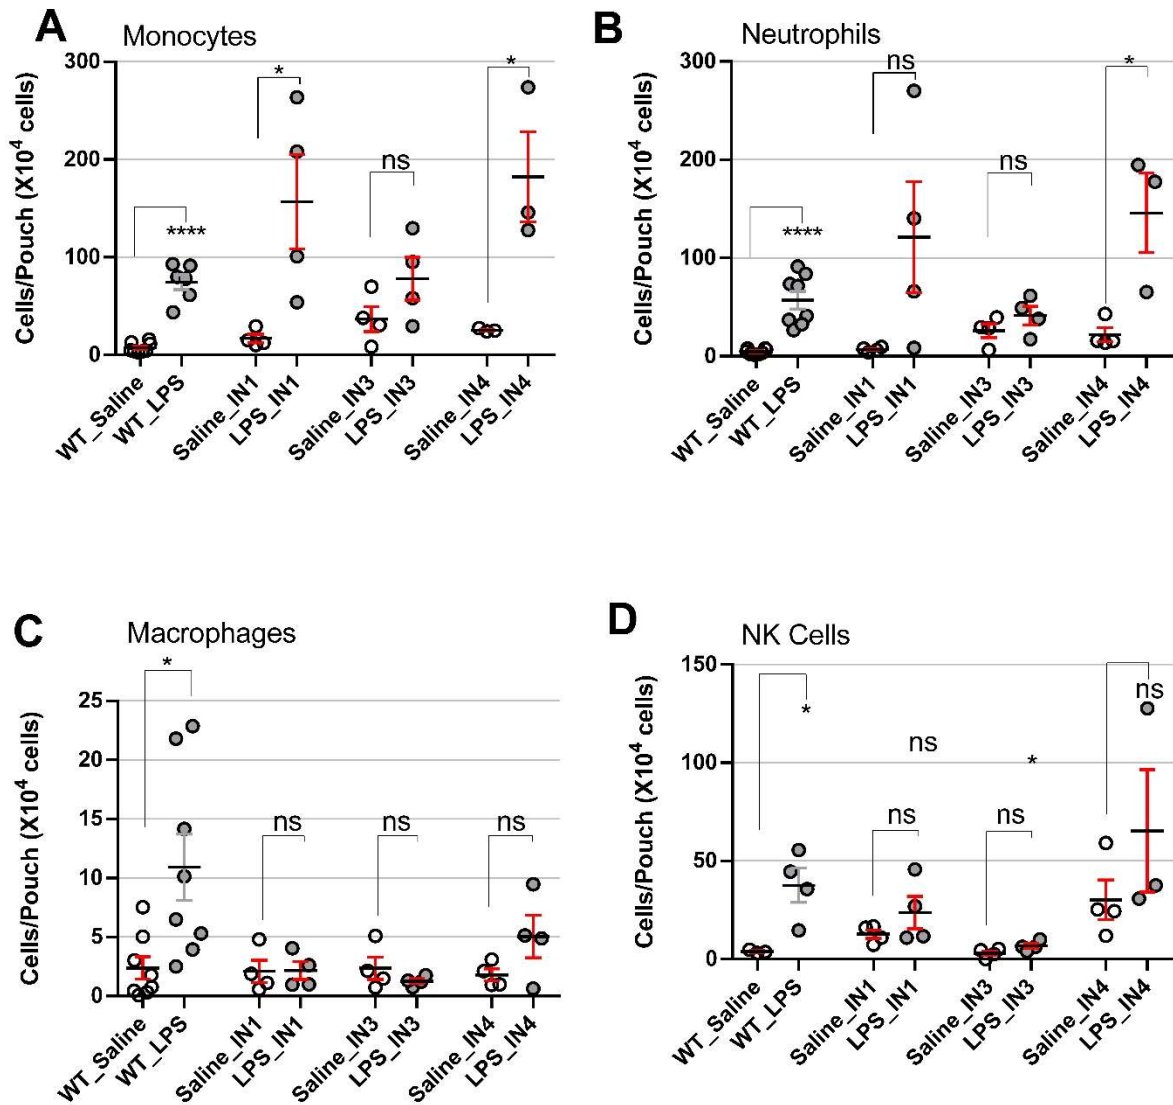 A Monocytes
Cells/Pouch (X10⁴ cells)
300
200
100
0
****
*
ns
*
WT_Saline
WT_LPS
Saline_IN1
LPS_IN1
Saline_IN3
LPS_IN3
Saline_IN4
LPS_IN4
B Neutrophils
Cells/Pouch (X10⁴ cells)
300
200
100
0
****
ns
ns
*
WT_Saline
WT_LPS
Saline_IN1
LPS_IN1
Saline_IN3
LPS_IN3
Saline_IN4
LPS_IN4
C Macrophages
Cells/Pouch (X10⁴ cells)
25
20
15
10
5
0
*
ns
ns
ns
WT_Saline
WT_LPS
Saline_IN1
LPS_IN1
Saline_IN3
LPS_IN3
Saline_IN4
LPS_IN4
D NK Cells
Cells/Pouch (X10⁴ cells)
150
100
50
0
*
ns
ns
*
ns
ns
WT_Saline
WT_LPS
Saline_IN1
LPS_IN1
Saline_IN3
LPS_IN3
Saline_IN4
LPS_IN4